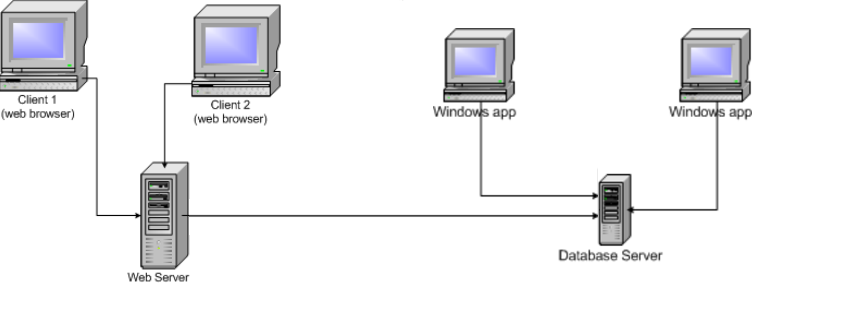 Client 1
(web browser)
Client 2
(web browser)
Windows app
Windows app
Web Server
Database Server